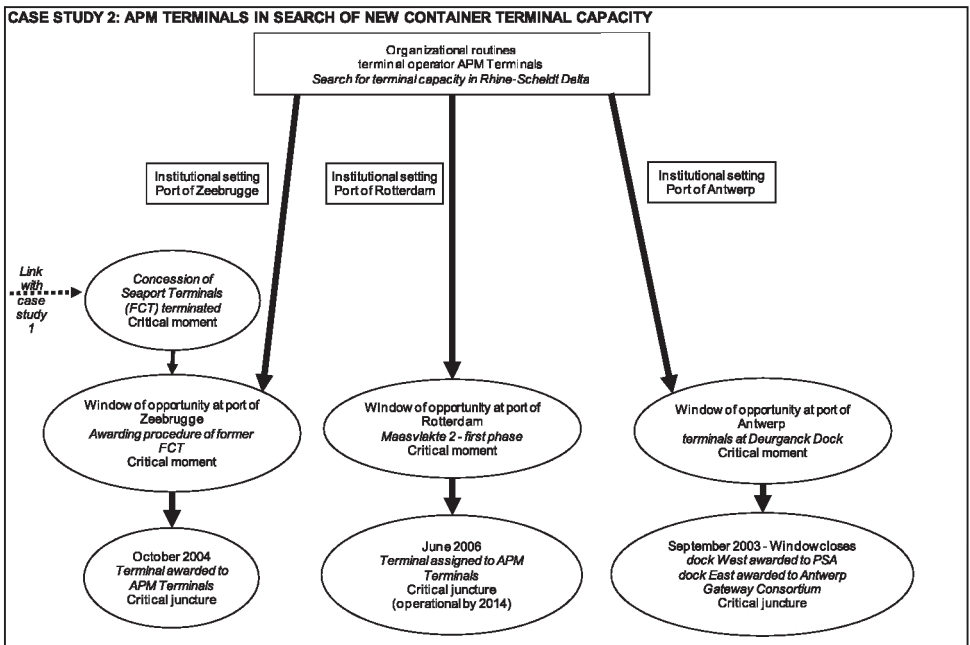 CASE STUDY 2: APM TERMINALS IN SEARCH OF NEW CONTAINER TERMINAL CAPACITY
Organizational routines
terminal operator APM Terminals
Search for terminal capacity in Rhine-Scheldt Delta
Institutional setting
Port of Zeebrugge
Institutional setting
Port of Rotterdam
Institutional setting
Port of Antwerp
Link
with
case
study
1
Concession of
Seaport Terminals
(FCT) terminated
Critical moment
Window of opportunity at port of
Zeebrugge
Awarding procedure of former
FCT
Critical moment
Window of opportunity at port of
Rotterdam
Maasvlakte 2 - first phase
Critical moment
Window of opportunity at port of
Antwerp
terminals at Deurganck Dock
Critical moment
October 2004
Terminal awarded to
APM Terminals
Critical juncture
June 2006
Terminal assigned to APM
Terminals
Critical juncture
(operational by 2014)
September 2003 - Window closes
dock West awarded to PSA
dock East awarded to Antwerp
Gateway Consortium
Critical juncture